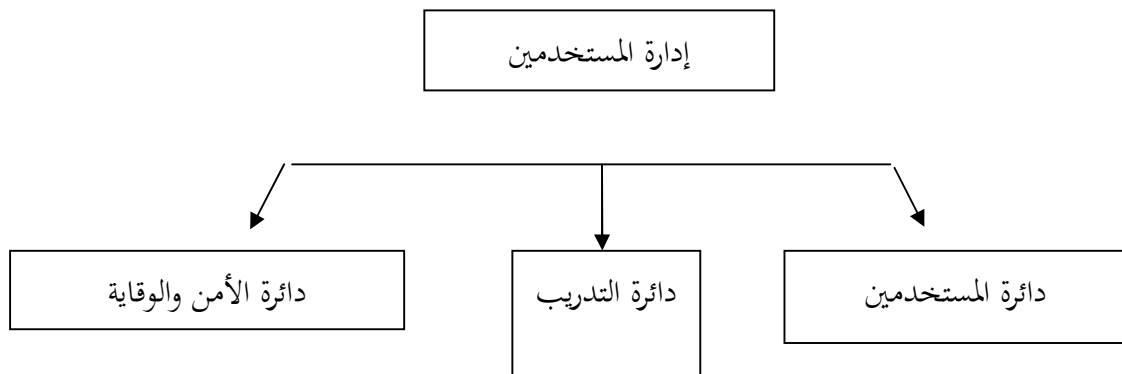 إدارة المستخدمين
دائرة المستخدمين
دائرة التدريب
دائرة الأمن والوقاية